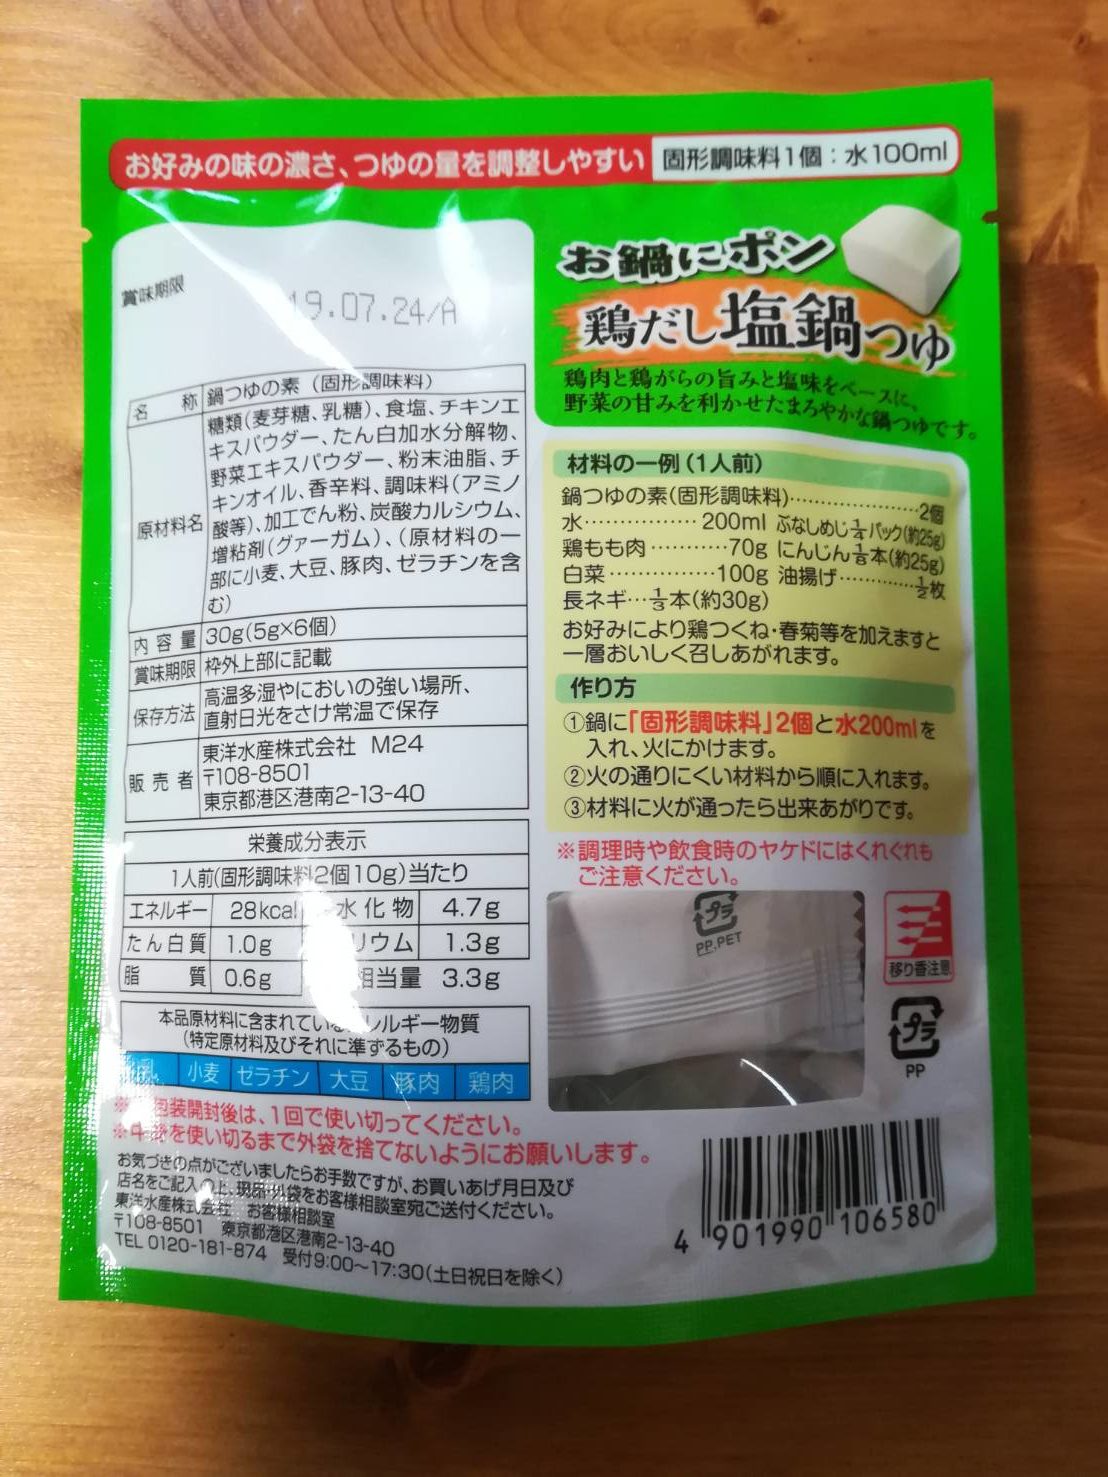 お好みの味の濃さ、つゆの量を調整しやすい 固形調味料1個：水100ml
賞味期限
19.07.24/A
名 称 鍋つゆの素（固形調味料）
原材料名
糖類（麦芽糖、乳糖）、食塩、チキンエ
キスパウダー、たん白加水分解物、
野菜エキスパウダー、粉末油脂、チ
キンオイル、香辛料、調味料（アミノ
酸等）、加工でん粉、炭酸カルシウム、
増粘剤（グァーガム）、（原材料の一
部に小麦、大豆、豚肉、ゼラチンを含
む）
内 容 量 30g（5g×6個）
賞味期限 枠外上部に記載
保存方法
高温多湿やにおいの強い場所、
直射日光をさけ常温で保存
販 売 者
東洋水産株式会社 M24
〒108-8501
東京都港区港南2-13-40
栄養成分表示
1人前（固形調味料2個10g）当たり
エネルギー 28kcal 水化物 4.7g
たん白質 1.0g リウム 1.3g
脂 質 0.6g 相当量 3.3g
本品原材料に含まれている レルギー物質
（特定原材料及びそれに準ずるもの）
乳 小麦 ゼラチン 大豆 豚肉 鶏肉
包装開封後は、1回で使い切ってください。
を使い切るまで外袋を捨てないようにお願いします。
お気づきの点がございましたらお手数ですが、お買いあげ月日及び
店名をご記入の上、現品・外袋をお客様相談室宛ご送付ください。
東洋水産株式会社 お客様相談室
〒108-8501 東京都港区港南2-13-40
TEL 0120-181-874 受付9:00～17:30（土日祝日を除く）
お鍋にポン
鶏だし塩鍋つゆ
鶏肉と鶏がらの旨みと塩味をベースに、
野菜の甘みを利かせたまろやかな鍋つゆです。
材料の一例（1人前）
鍋つゆの素（固形調味料）……………………2個
水……………… 200ml ぶなしめじ¼パック（約25g）
鶏もも肉…………70g にんじん⅛本（約25g）
白菜………………100g 油揚げ…………½枚
長ネギ…⅓本（約30g）
お好みにより鶏つくね・春菊等を加えますと
一層おいしく召しあがれます。
作り方
①鍋に「固形調味料」2個と水200mlを
入れ、火にかけます。
②火の通りにくい材料から順に入れます。
③材料に火が通ったら出来あがりです。
※調理時や飲食時のヤケドにはくれぐれも
ご注意ください。
プラ
PP,PET
移り香注意
プラ
PP
4 901990 106580